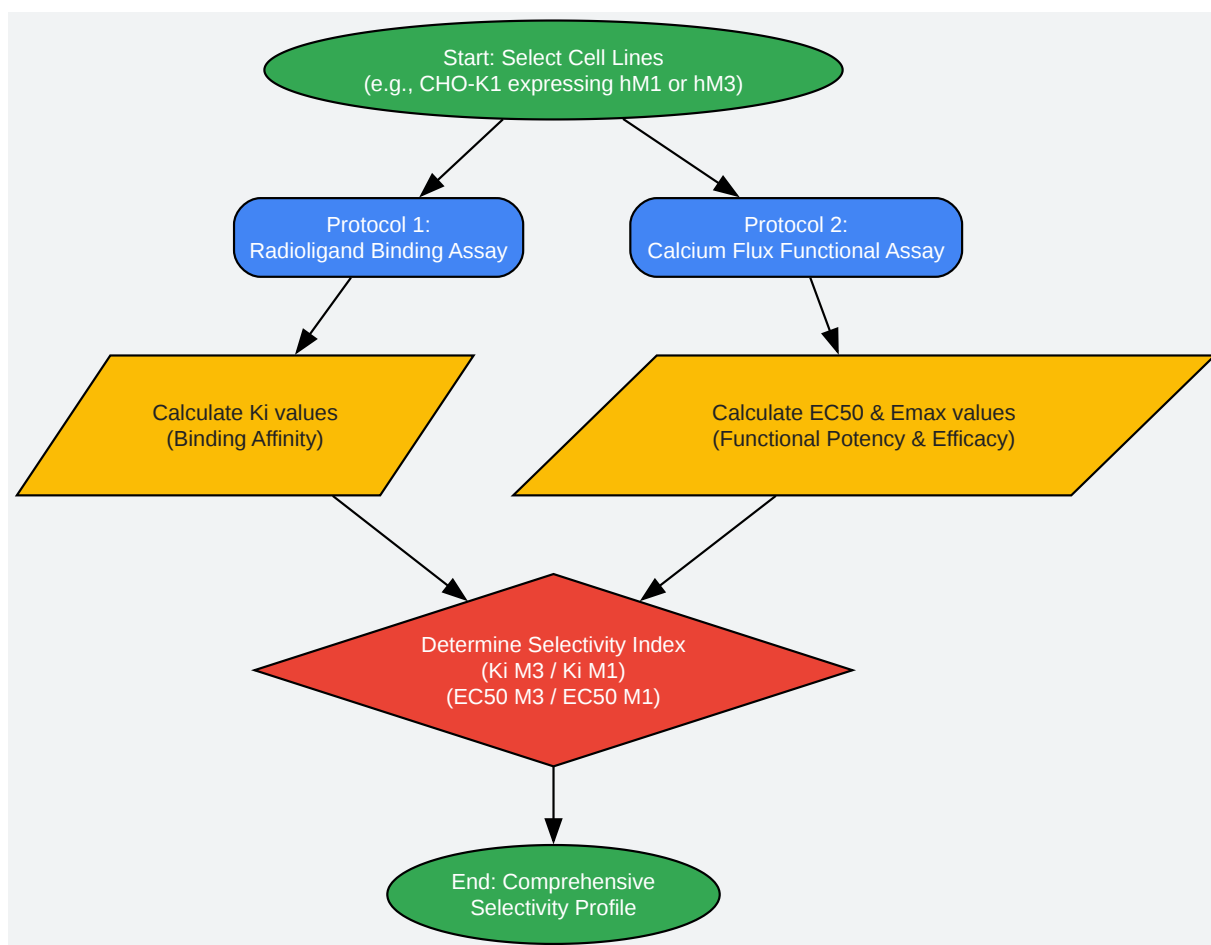 Start: Select Cell Lines
(e.g., CHO-K1 expressing hM1 or hM3)
Protocol 1:
Radioligand Binding Assay
Protocol 2:
Calcium Flux Functional Assay
Calculate Ki values
(Binding Affinity)
Calculate EC50 & Emax values
(Functional Potency & Efficacy)
Determine Selectivity Index
(Ki M3 / Ki M1)
(EC50 M3 / EC50 M1)
End: Comprehensive
Selectivity Profile